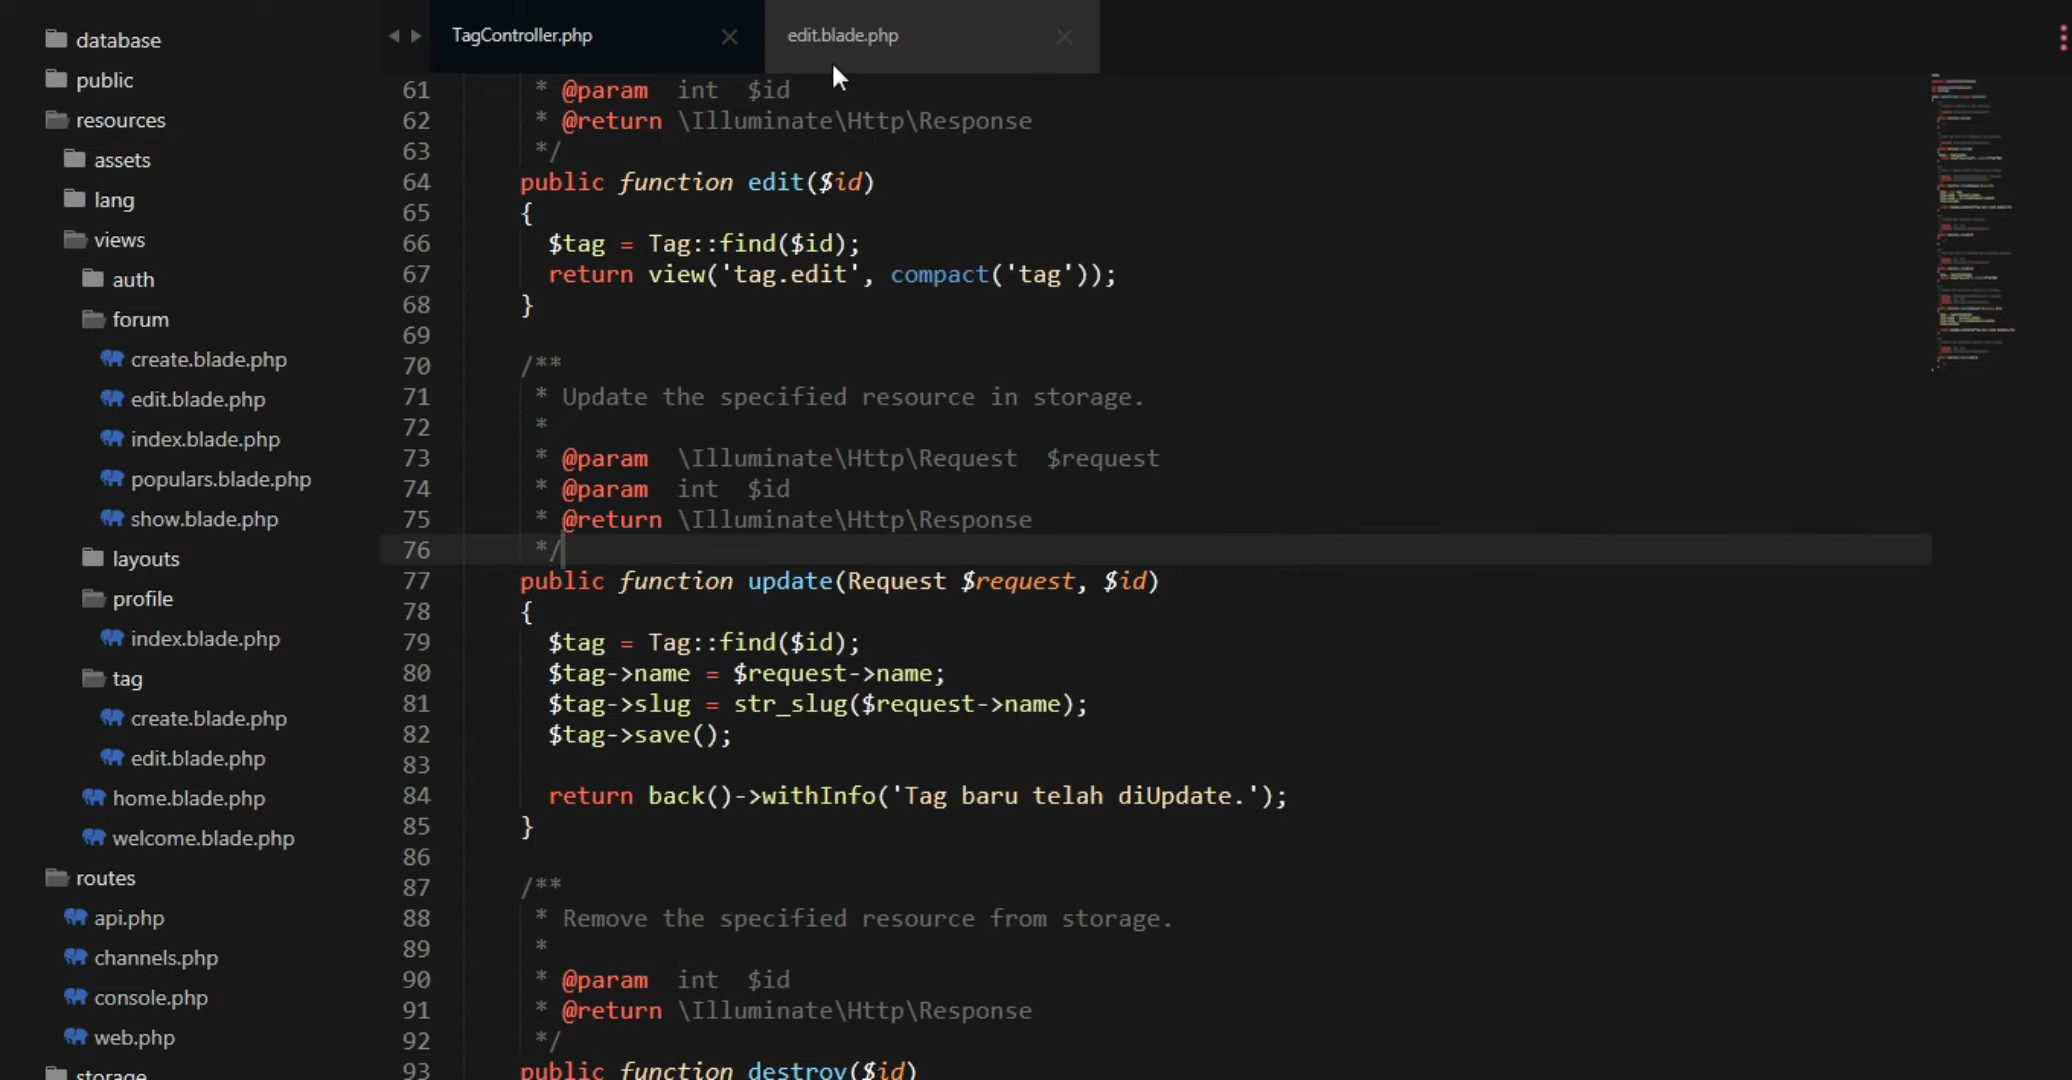 database
public
resources
assets
lang
views
auth
forum
create.blade.php
edit.blade.php
index.blade.php
populars.blade.php
show.blade.php
layouts
profile
index.blade.php
tag
create.blade.php
edit.blade.php
home.blade.php
welcome.blade.php
routes
api.php
channels.php
console.php
web.php
storage
TagController.php
edit.blade.php
61 * @param int $id
62 * @return \Illuminate\Http\Response
63 */
64 public function edit($id)
65 {
66 $tag = Tag::find($id);
67 return view('tag.edit', compact('tag'));
68 }
69
70 /**
71 * Update the specified resource in storage.
72 *
73 * @param \Illuminate\Http\Request $request
74 * @param int $id
75 * @return \Illuminate\Http\Response
76 */
77 public function update(Request $request, $id)
78 {
79 $tag = Tag::find($id);
80 $tag->name = $request->name;
81 $tag->slug = str_slug($request->name);
82 $tag->save();
83
84 return back()->withInfo('Tag baru telah diUpdate.');
85 }
86
87 /**
88 * Remove the specified resource from storage.
89 *
90 * @param int $id
91 * @return \Illuminate\Http\Response
92 */
93 public function destroy($id)